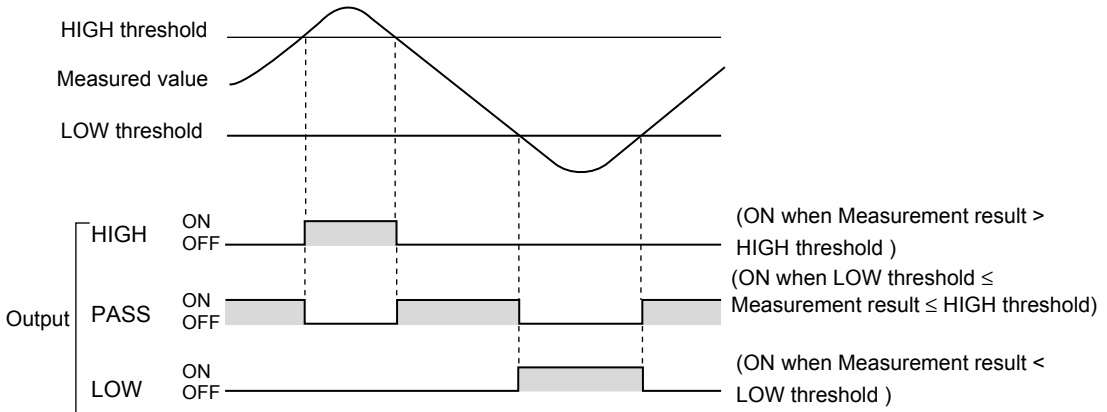 HIGH threshold
Measured value
LOW threshold
Output
HIGH
ON
OFF
(ON when Measurement result >
HIGH threshold )
PASS
ON
OFF
(ON when LOW threshold ≤
Measurement result ≤ HIGH threshold)
LOW
ON
OFF
(ON when Measurement result <
LOW threshold )